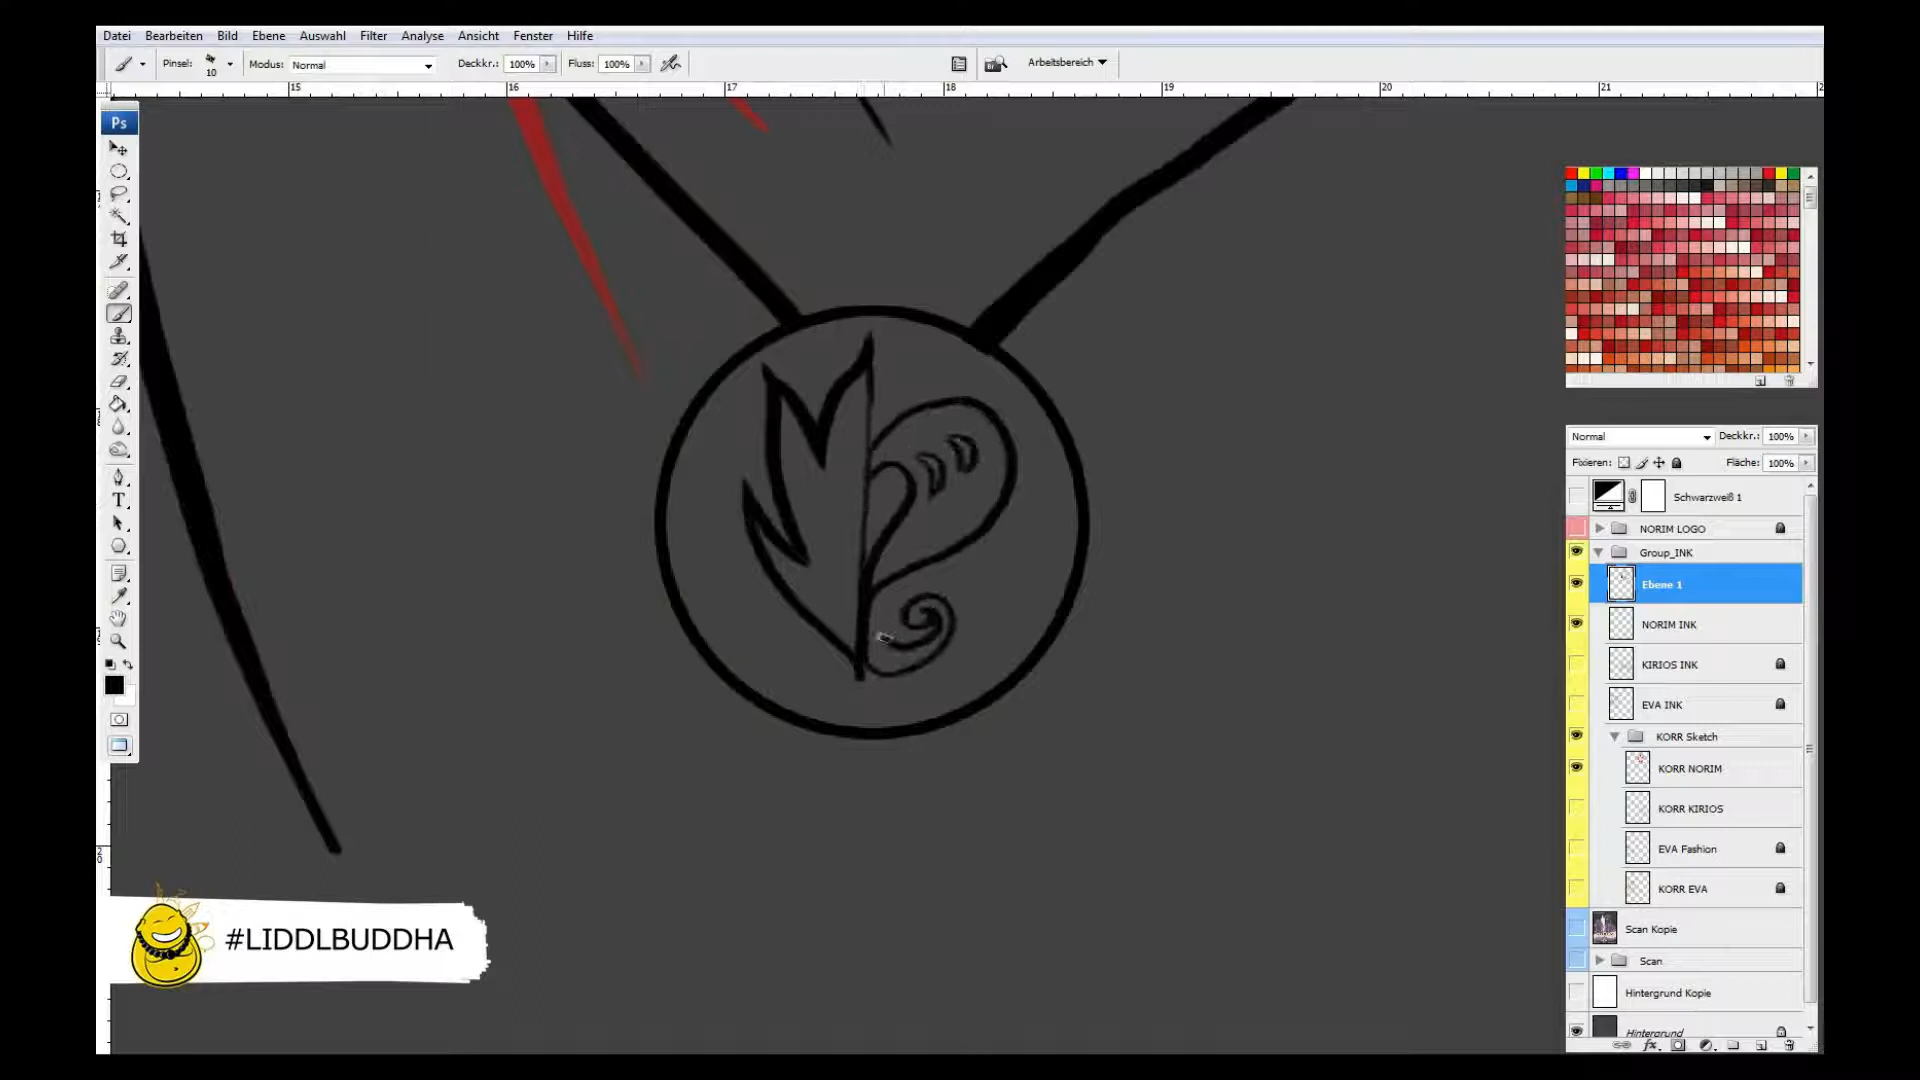 Datei Bearbeiten Bild Ebene Auswahl Filter Analyse Ansicht Fenster Hilfe
Pinsel: 10 Modus: Normal Deckkr.: 100% Fluss: 100% Arbeitsbereich
15 16 17 18 19 20 21
Ps
T
Normal Deckkr.: 100%
Fixieren: Fläche: 100%
Schwarzweiß 1
NORIM LOGO
Group_INK
Ebene 1
NORIM INK
KIRIOS INK
EVA INK
KORR Sketch
KORR NORIM
KORR KIRIOS
EVA Fashion
KORR EVA
Scan Kopie
Scan
Hintergrund Kopie
Hintergrund
fx
#LIDDLBUDDHA